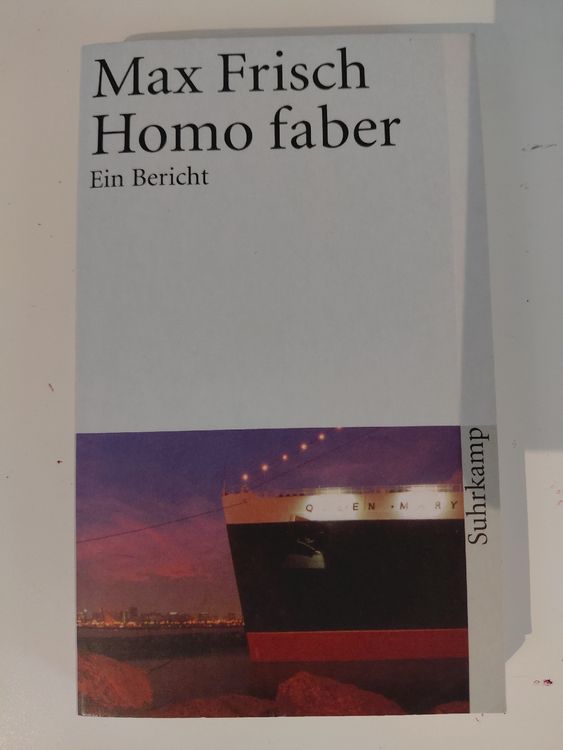 Max Frisch
Homo faber
Ein Bericht
QUEEN · MARY
Suhrkamp